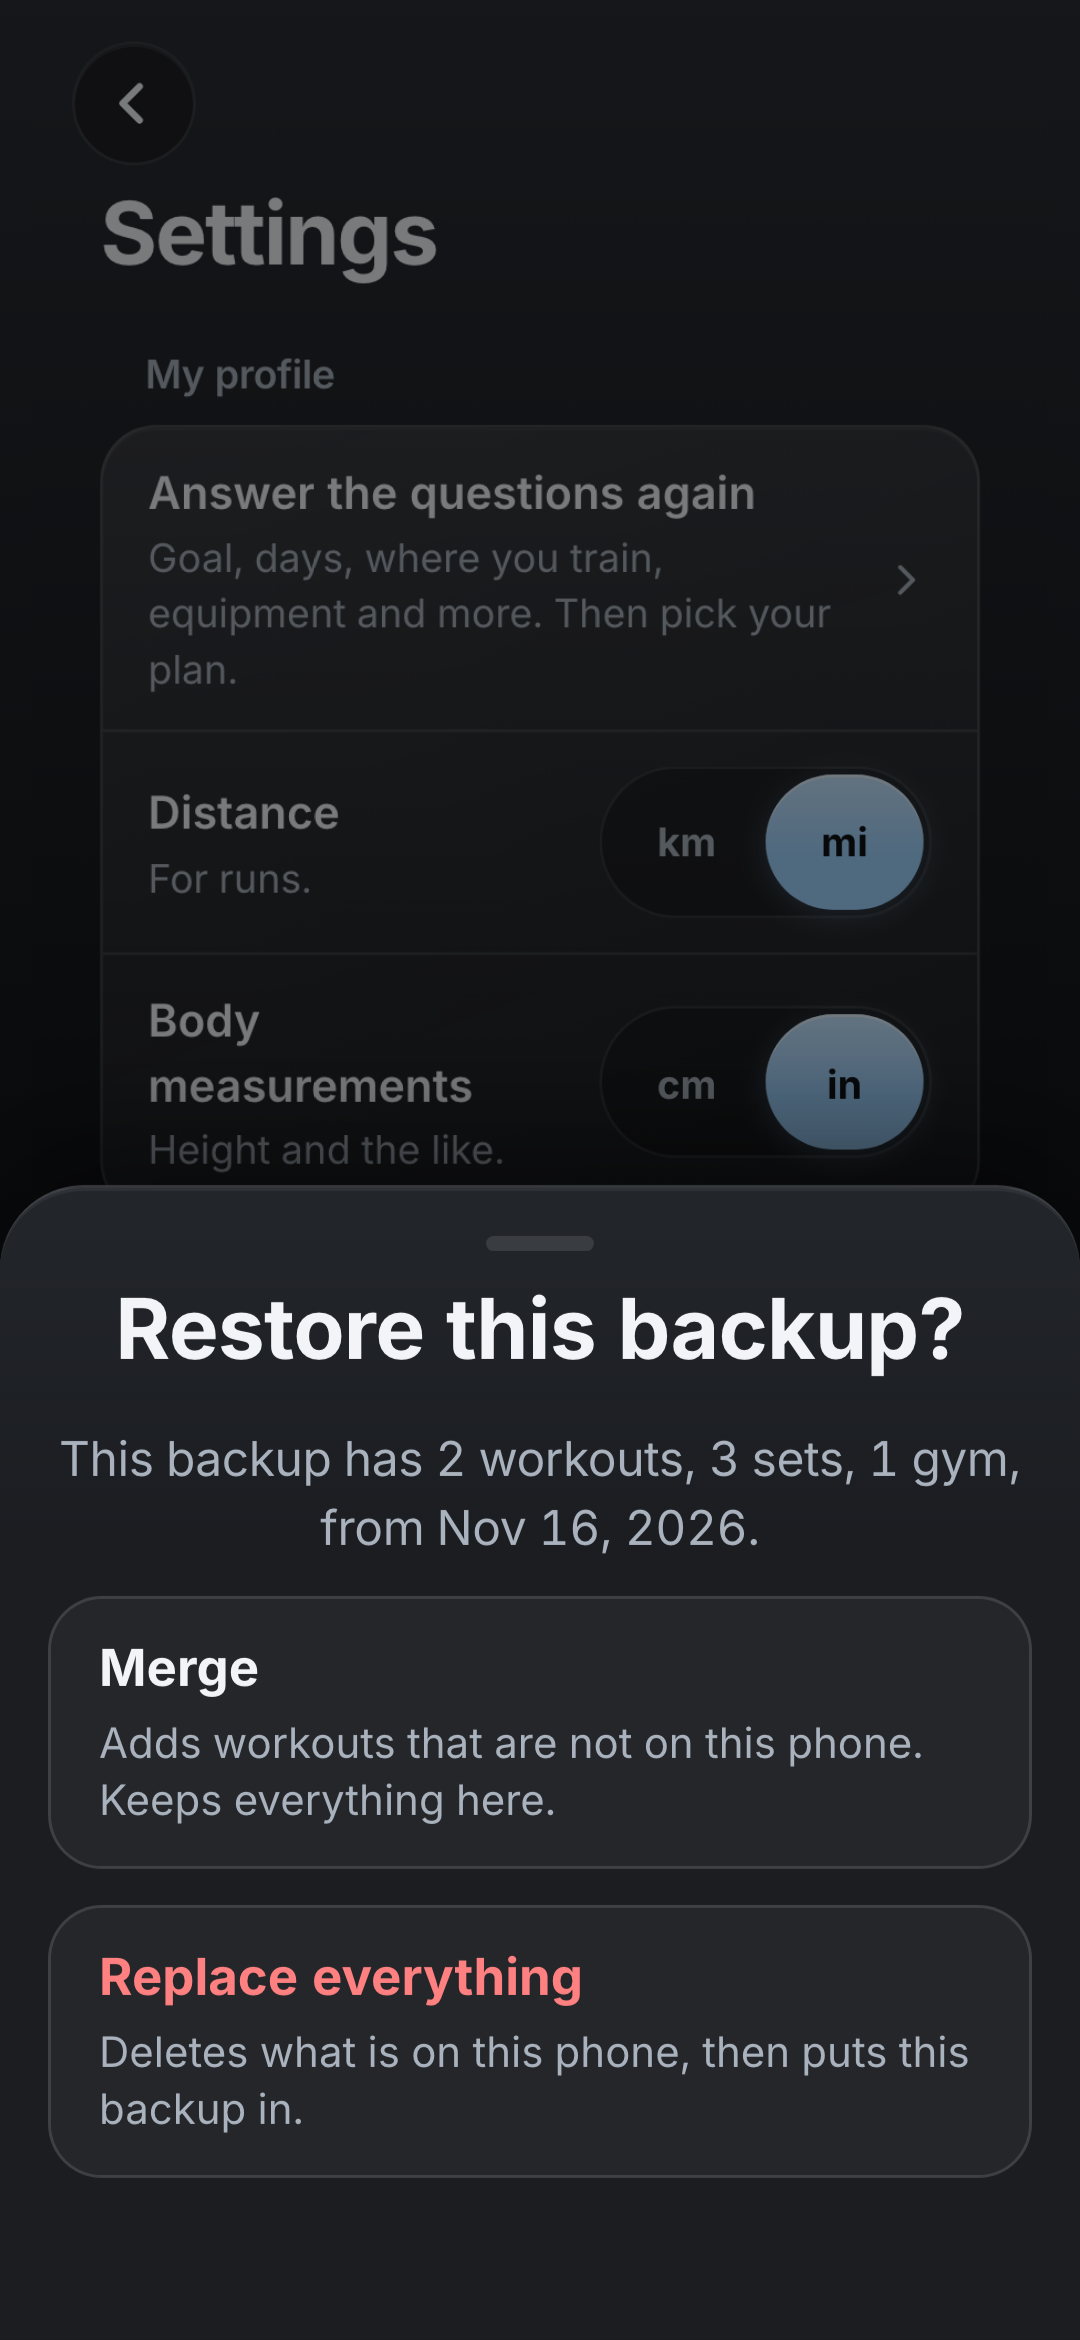 Settings
My profile
Answer the questions again
Goal, days, where you train,
equipment and more. Then pick your
plan.
Distance
For runs.
km
mi
Body
measurements
Height and the like.
cm
in
Restore this backup?
This backup has 2 workouts, 3 sets, 1 gym,
from Nov 16, 2026.
Merge
Adds workouts that are not on this phone.
Keeps everything here.
Replace everything
Deletes what is on this phone, then puts this
backup in.